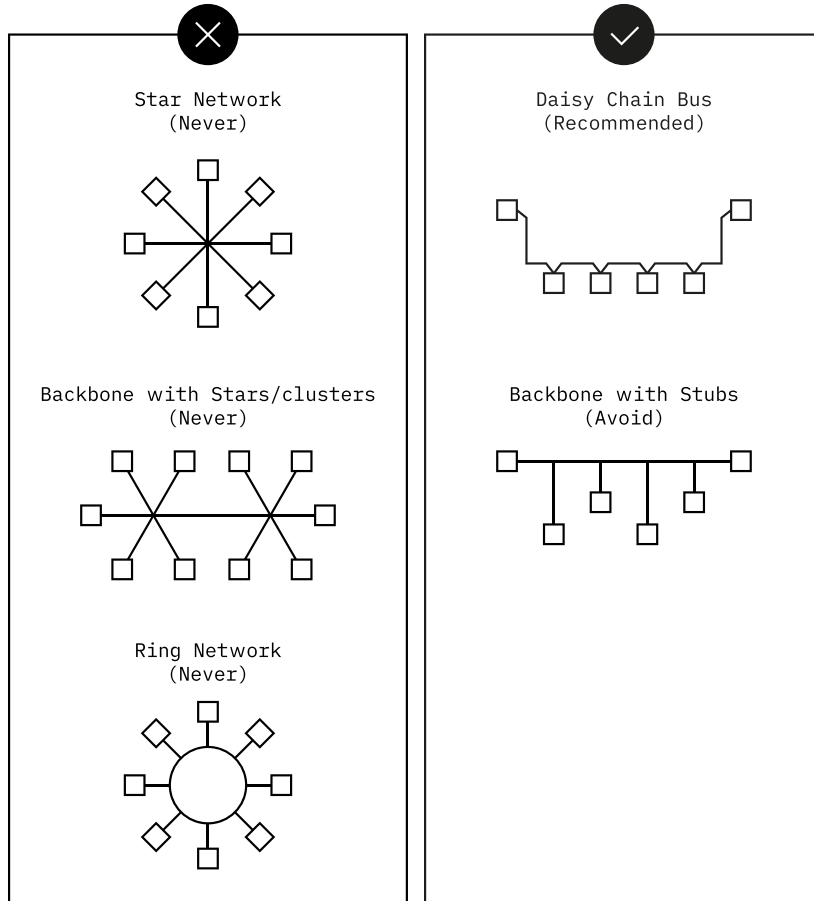 Star Network
(Never)
Backbone with Stars/clusters
(Never)
Ring Network
(Never)
Daisy Chain Bus
(Recommended)
Backbone with Stubs
(Avoid)